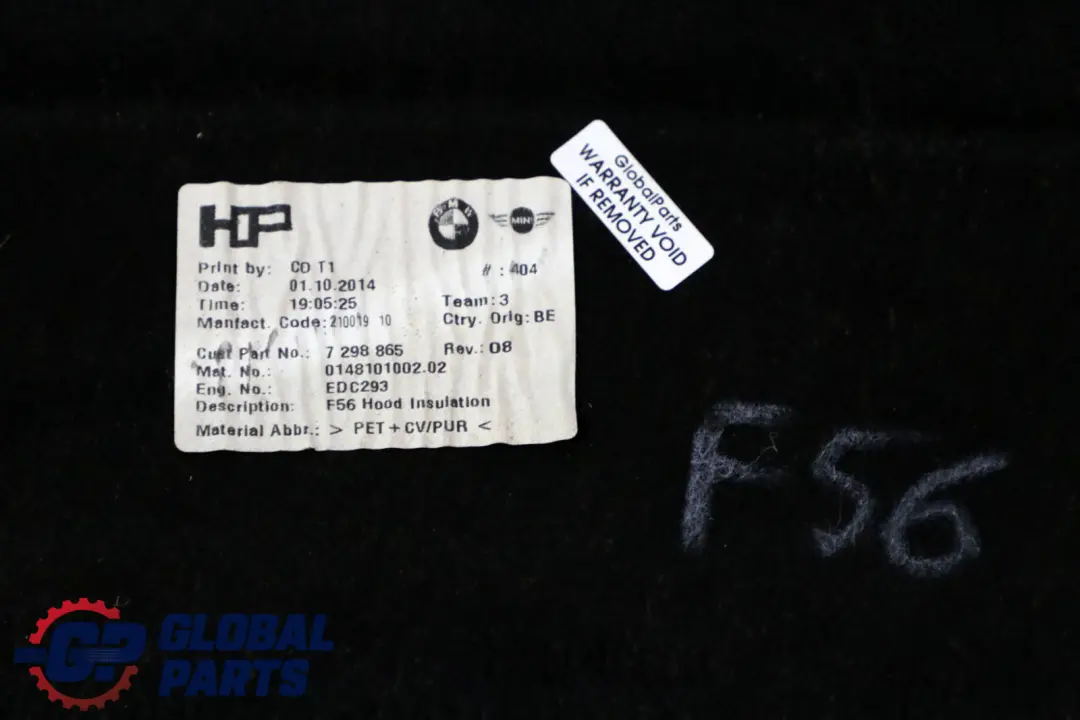 HP
BMW
MINI
Print by: CO T1 # : 404
Date: 01.10.2014
Time: 19:05:25 Team: 3
Manfact. Code: 210019 10 Ctry. Orig: BE
Cust Part No.: 7 298 865 Rev.: 08
Mat. No.: 0148101002.02
Eng. No.: EDC293
Description: F56 Hood Insulation
Material Abbr.: > PET + CV/PUR <
GlobalParts
WARRANTY VOID
IF REMOVED
F56
GP GLOBAL
PARTS